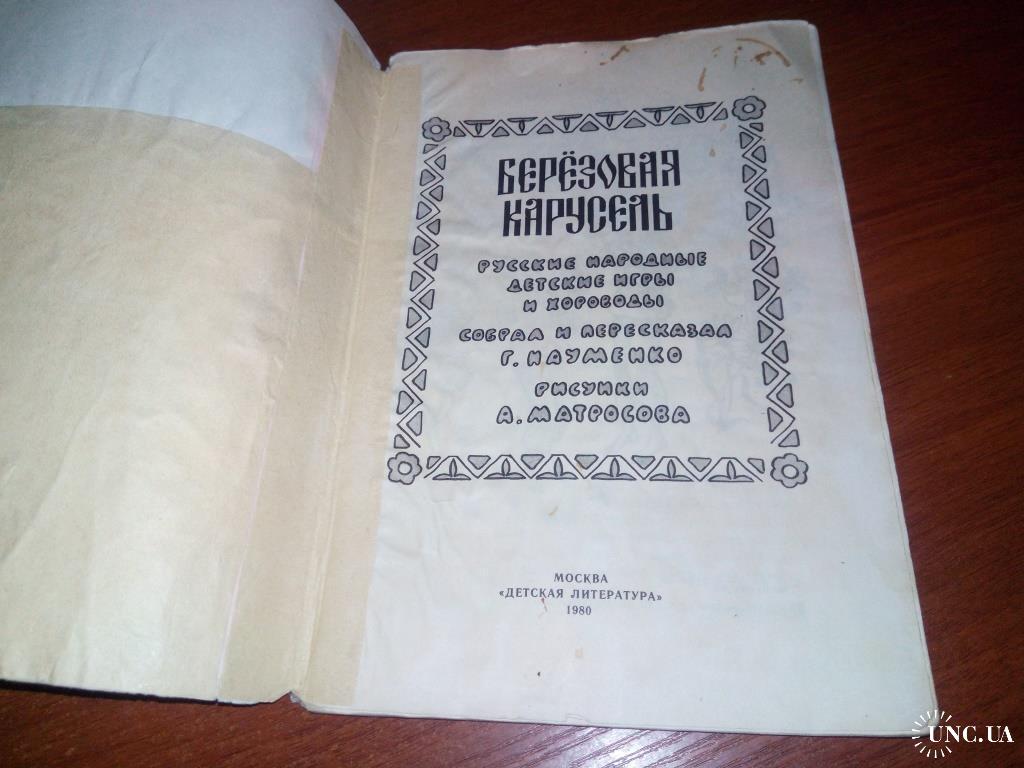 БЕРЁЗОВАЯ
КАРУСЕЛЬ
РУССКИЕ НАРОДНЫЕ
ДЕТСКИЕ ИГРЫ
И ХОРОВОДЫ
СОБРАЛ И ПЕРЕСКАЗАЛ
Г. НАУМЕНКО
РИСУНКИ
А. МАТРОСОВА
МОСКВА
«ДЕТСКАЯ ЛИТЕРАТУРА»
1980
UNC.UA